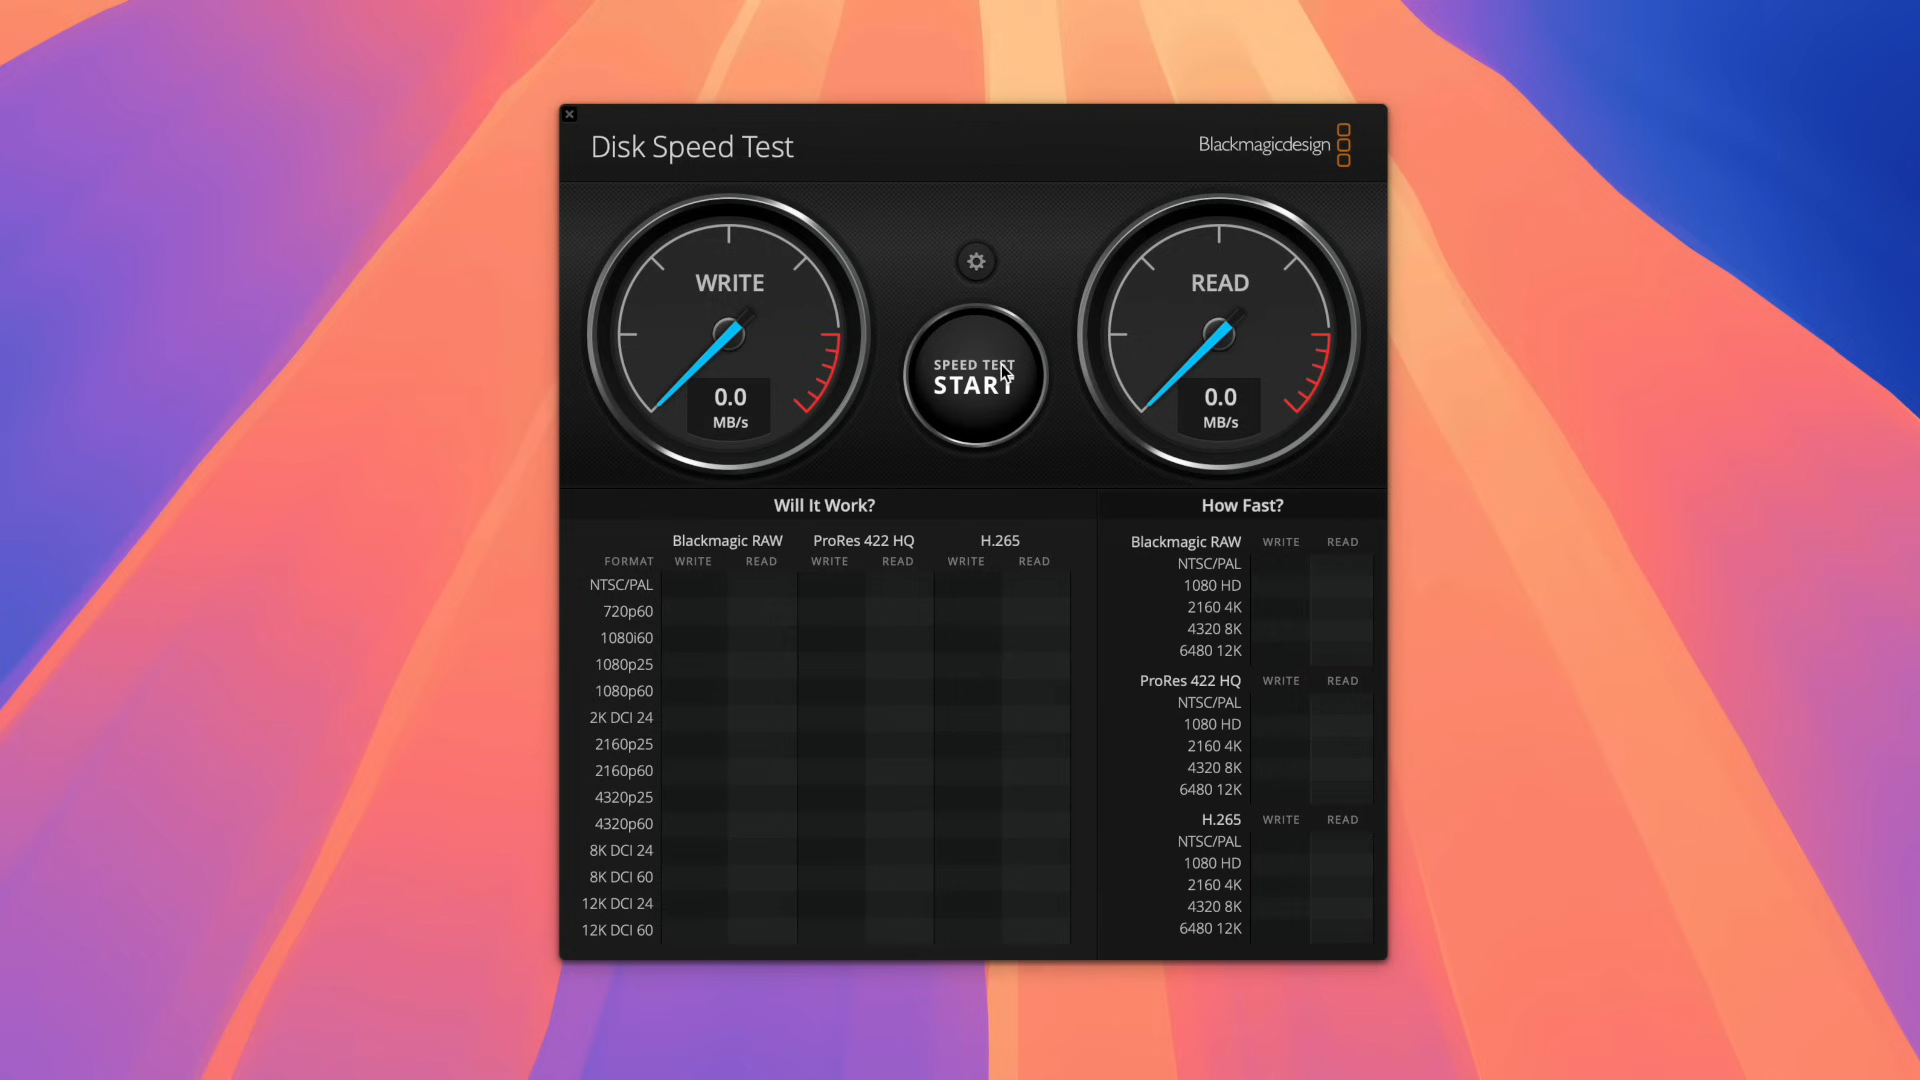 Disk Speed Test
Blackmagicdesign
WRITE
0.0
MB/s
SPEED TEST
START
READ
0.0
MB/s
Will It Work?
Blackmagic RAW ProRes 422 HQ H.265
FORMAT WRITE READ WRITE READ WRITE READ
NTSC/PAL
720p60
1080i60
1080p25
1080p60
2K DCI 24
2160p25
2160p60
4320p25
4320p60
8K DCI 24
8K DCI 60
12K DCI 24
12K DCI 60
How Fast?
Blackmagic RAW WRITE READ
NTSC/PAL
1080 HD
2160 4K
4320 8K
6480 12K
ProRes 422 HQ WRITE READ
NTSC/PAL
1080 HD
2160 4K
4320 8K
6480 12K
H.265 WRITE READ
NTSC/PAL
1080 HD
2160 4K
4320 8K
6480 12K